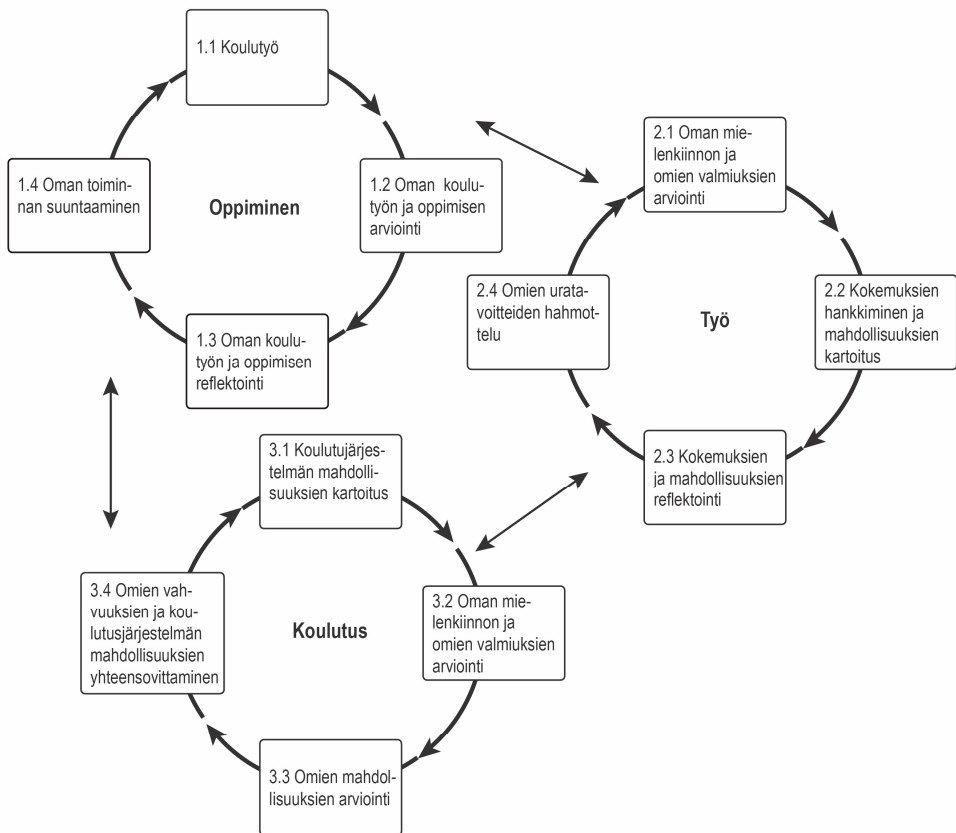 1.1 Koulutyö
1.2 Oman koulu-
työn ja oppimisen
arviointi
1.3 Oman koulu-
työn ja oppimisen
reflektointi
1.4 Oman toimin-
nan suuntaaminen
Oppiminen
2.1 Oman mie-
lenkiinnon ja
omien valmiuksien
arviointi
2.2 Kokemuksien
hankkiminen ja
mahdollisuuksien
kartoitus
2.3 Kokemuksien
ja mahdollisuuksien
reflektointi
2.4 Omien urata-
voitteiden hahmot-
telu
Työ
3.1 Koulutujärjes-
telmän mahdolli-
suuksien kartoitus
3.2 Oman mie-
lenkiinnon ja
omien valmiuksien
arviointi
3.3 Omien mahdol-
lisuuksien arviointi
3.4 Omien vah-
vuuksien ja kou-
lutusjärjestelmän
mahdollisuuksien
yhteensovittaminen
Koulutus